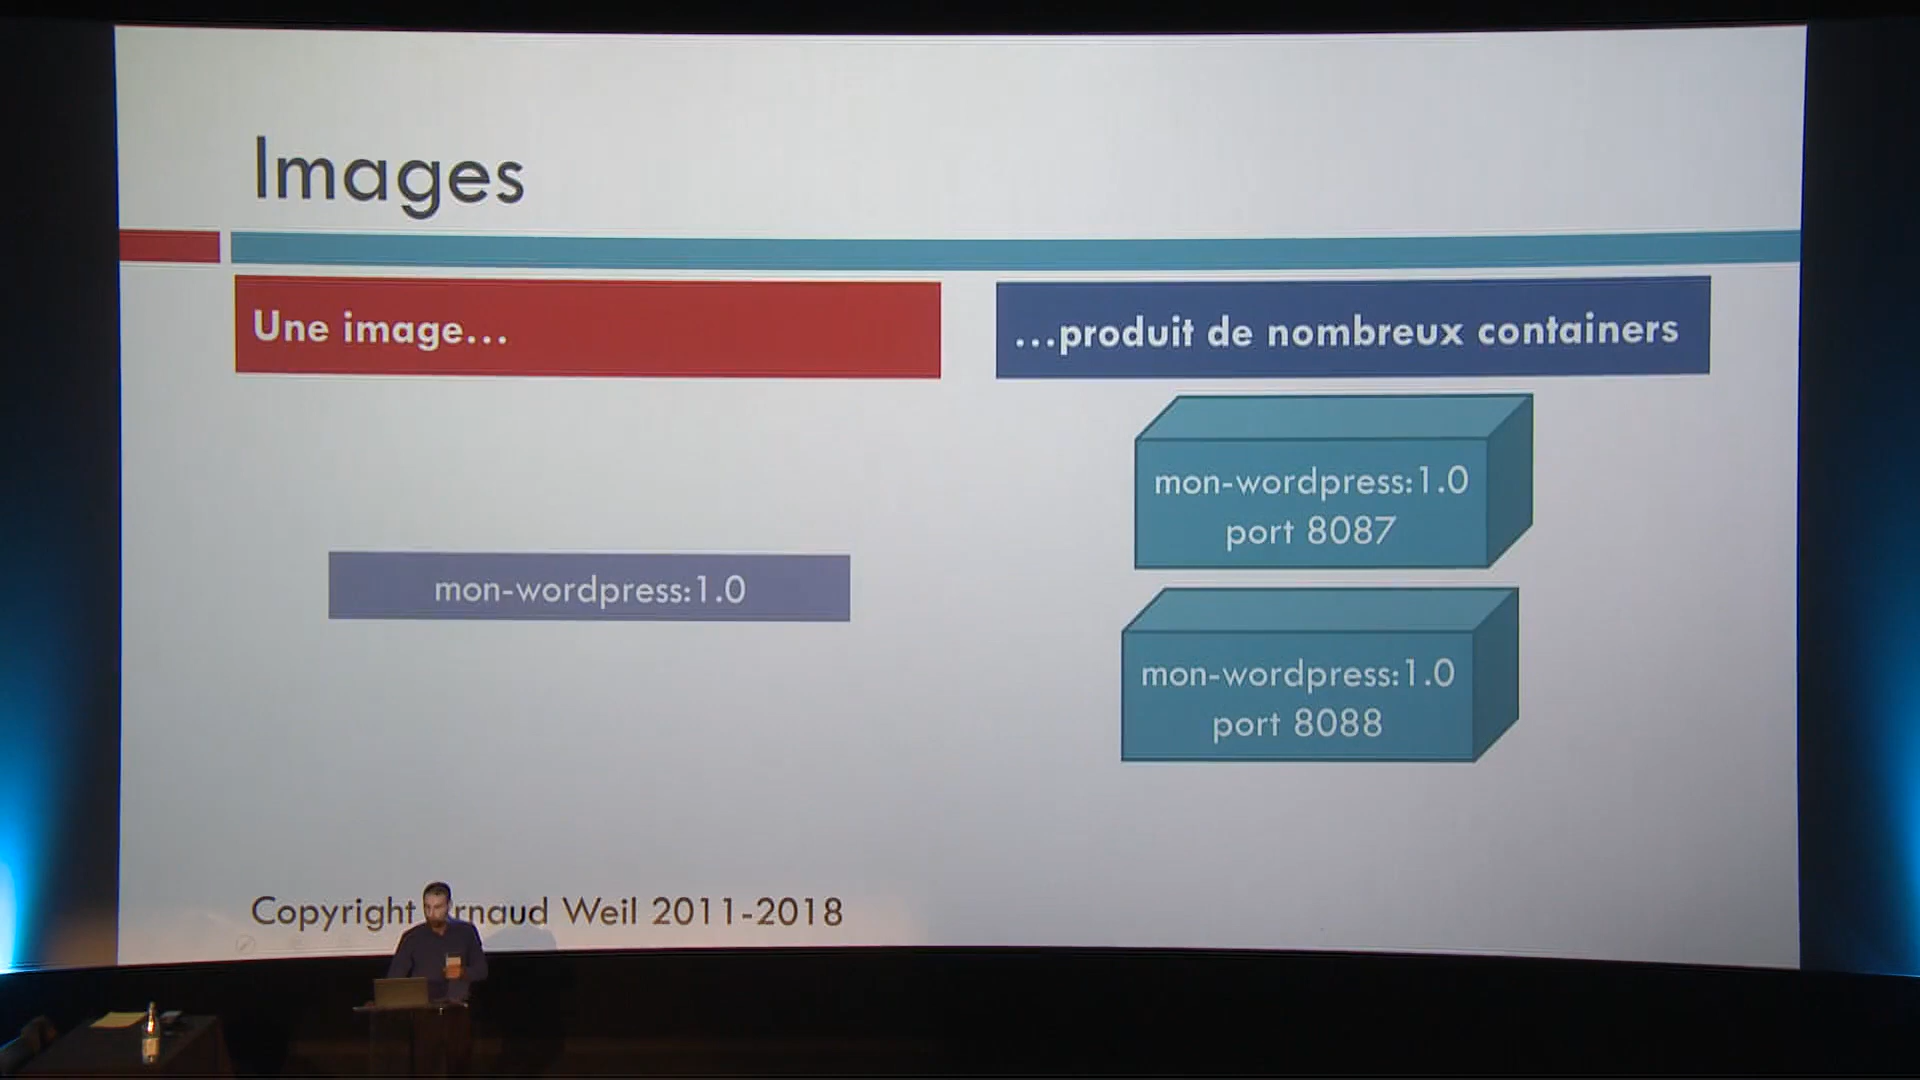 Images
Une image...
...produit de nombreux containers
mon-wordpress:1.0
mon-wordpress:1.0
port 8087
mon-wordpress:1.0
port 8088
Copyright rnaud Weil 2011-2018